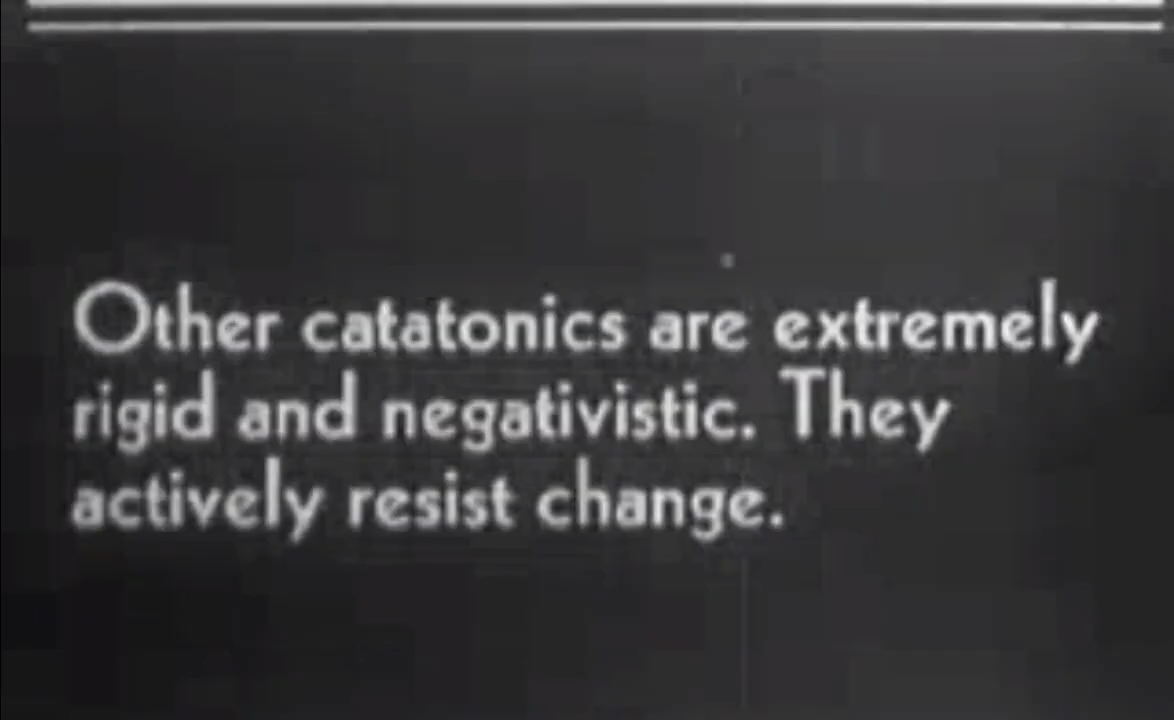 Other catatonics are extremely
rigid and negativistic. They
actively resist change.